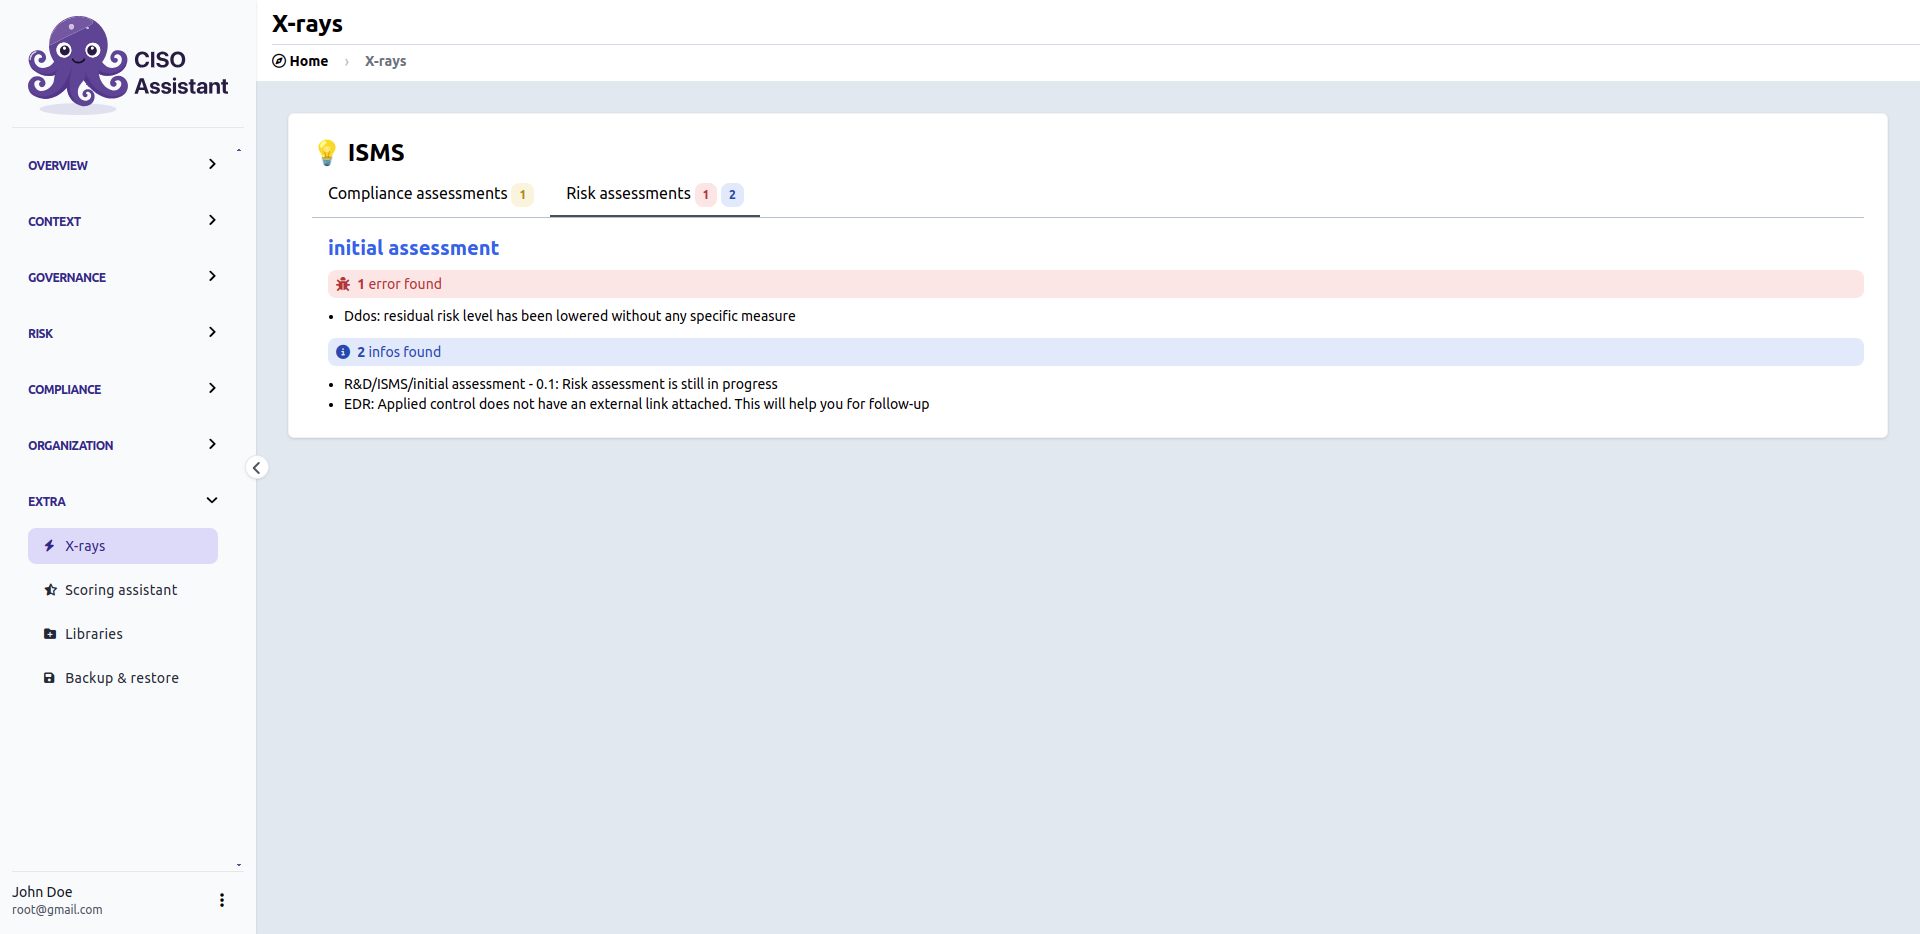 CISO
Assistant
OVERVIEW
CONTEXT
GOVERNANCE
RISK
COMPLIANCE
ORGANIZATION
EXTRA
X-rays
Scoring assistant
Libraries
Backup & restore
John Doe
root@gmail.com
X-rays
Home › X-rays
💡 ISMS
Compliance assessments 1 Risk assessments 1 2
initial assessment
1 error found
• Ddos: residual risk level has been lowered without any specific measure
2 infos found
• R&D/ISMS/initial assessment - 0.1: Risk assessment is still in progress
• EDR: Applied control does not have an external link attached. This will help you for follow-up